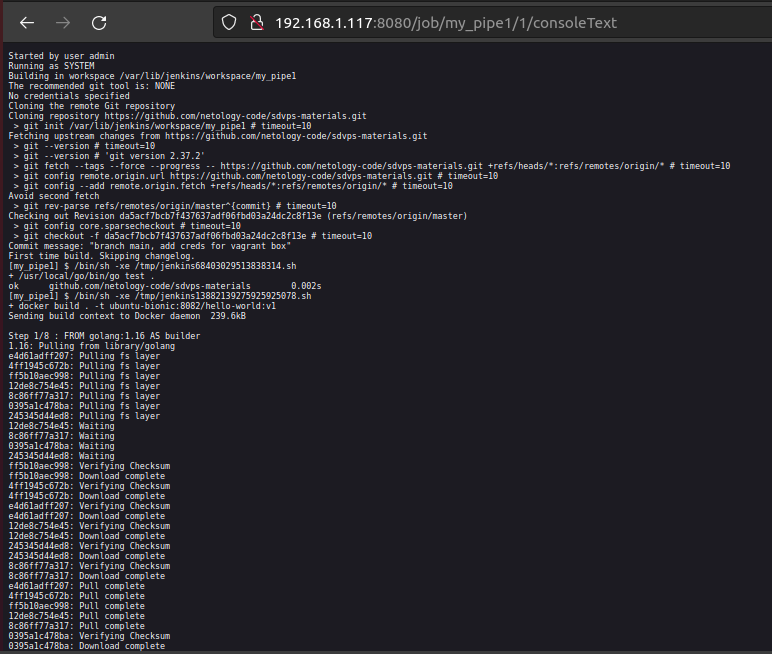 192.168.1.117:8080/job/my_pipe1/1/consoleText
Started by user admin
Running as SYSTEM
Building in workspace /var/lib/jenkins/workspace/my_pipe1
The recommended git tool is: NONE
No credentials specified
Cloning the remote Git repository
Cloning repository https://github.com/netology-code/sdvps-materials.git
 > git init /var/lib/jenkins/workspace/my_pipe1 # timeout=10
Fetching upstream changes from https://github.com/netology-code/sdvps-materials.git
 > git --version # timeout=10
 > git --version # 'git version 2.37.2'
 > git fetch --tags --force --progress -- https://github.com/netology-code/sdvps-materials.git +refs/heads/*:refs/remotes/origin/* # timeout=10
 > git config remote.origin.url https://github.com/netology-code/sdvps-materials.git # timeout=10
 > git config --add remote.origin.fetch +refs/heads/*:refs/remotes/origin/* # timeout=10
Avoid second fetch
 > git rev-parse refs/remotes/origin/master^{commit} # timeout=10
Checking out Revision da5acf7bcb7f437637adf06fbd03a24dc2c8f13e (refs/remotes/origin/master)
 > git config core.sparsecheckout # timeout=10
 > git checkout -f da5acf7bcb7f437637adf06fbd03a24dc2c8f13e # timeout=10
Commit message: "branch main, add creds for vagrant box"
First time build. Skipping changelog.
[my_pipe1] $ /bin/sh -xe /tmp/jenkins68403029513838314.sh
+ /usr/local/go/bin/go test .
ok      github.com/netology-code/sdvps-materials        0.002s
[my_pipe1] $ /bin/sh -xe /tmp/jenkins13882139275925925078.sh
+ docker build . -t ubuntu-bionic:8082/hello-world:v1
Sending build context to Docker daemon  239.6kB
Step 1/8 : FROM golang:1.16 AS builder
1.16: Pulling from library/golang
e4d61adff207: Pulling fs layer
4ff1945c672b: Pulling fs layer
ff5b10aec998: Pulling fs layer
12de8c754e45: Pulling fs layer
8c86ff77a317: Pulling fs layer
0395a1c478ba: Pulling fs layer
245345d44ed8: Pulling fs layer
12de8c754e45: Waiting
8c86ff77a317: Waiting
0395a1c478ba: Waiting
245345d44ed8: Waiting
ff5b10aec998: Verifying Checksum
ff5b10aec998: Download complete
4ff1945c672b: Verifying Checksum
4ff1945c672b: Download complete
e4d61adff207: Verifying Checksum
e4d61adff207: Download complete
12de8c754e45: Verifying Checksum
12de8c754e45: Download complete
245345d44ed8: Verifying Checksum
245345d44ed8: Download complete
8c86ff77a317: Verifying Checksum
8c86ff77a317: Download complete
e4d61adff207: Pull complete
4ff1945c672b: Pull complete
ff5b10aec998: Pull complete
12de8c754e45: Pull complete
8c86ff77a317: Pull complete
0395a1c478ba: Verifying Checksum
0395a1c478ba: Download complete